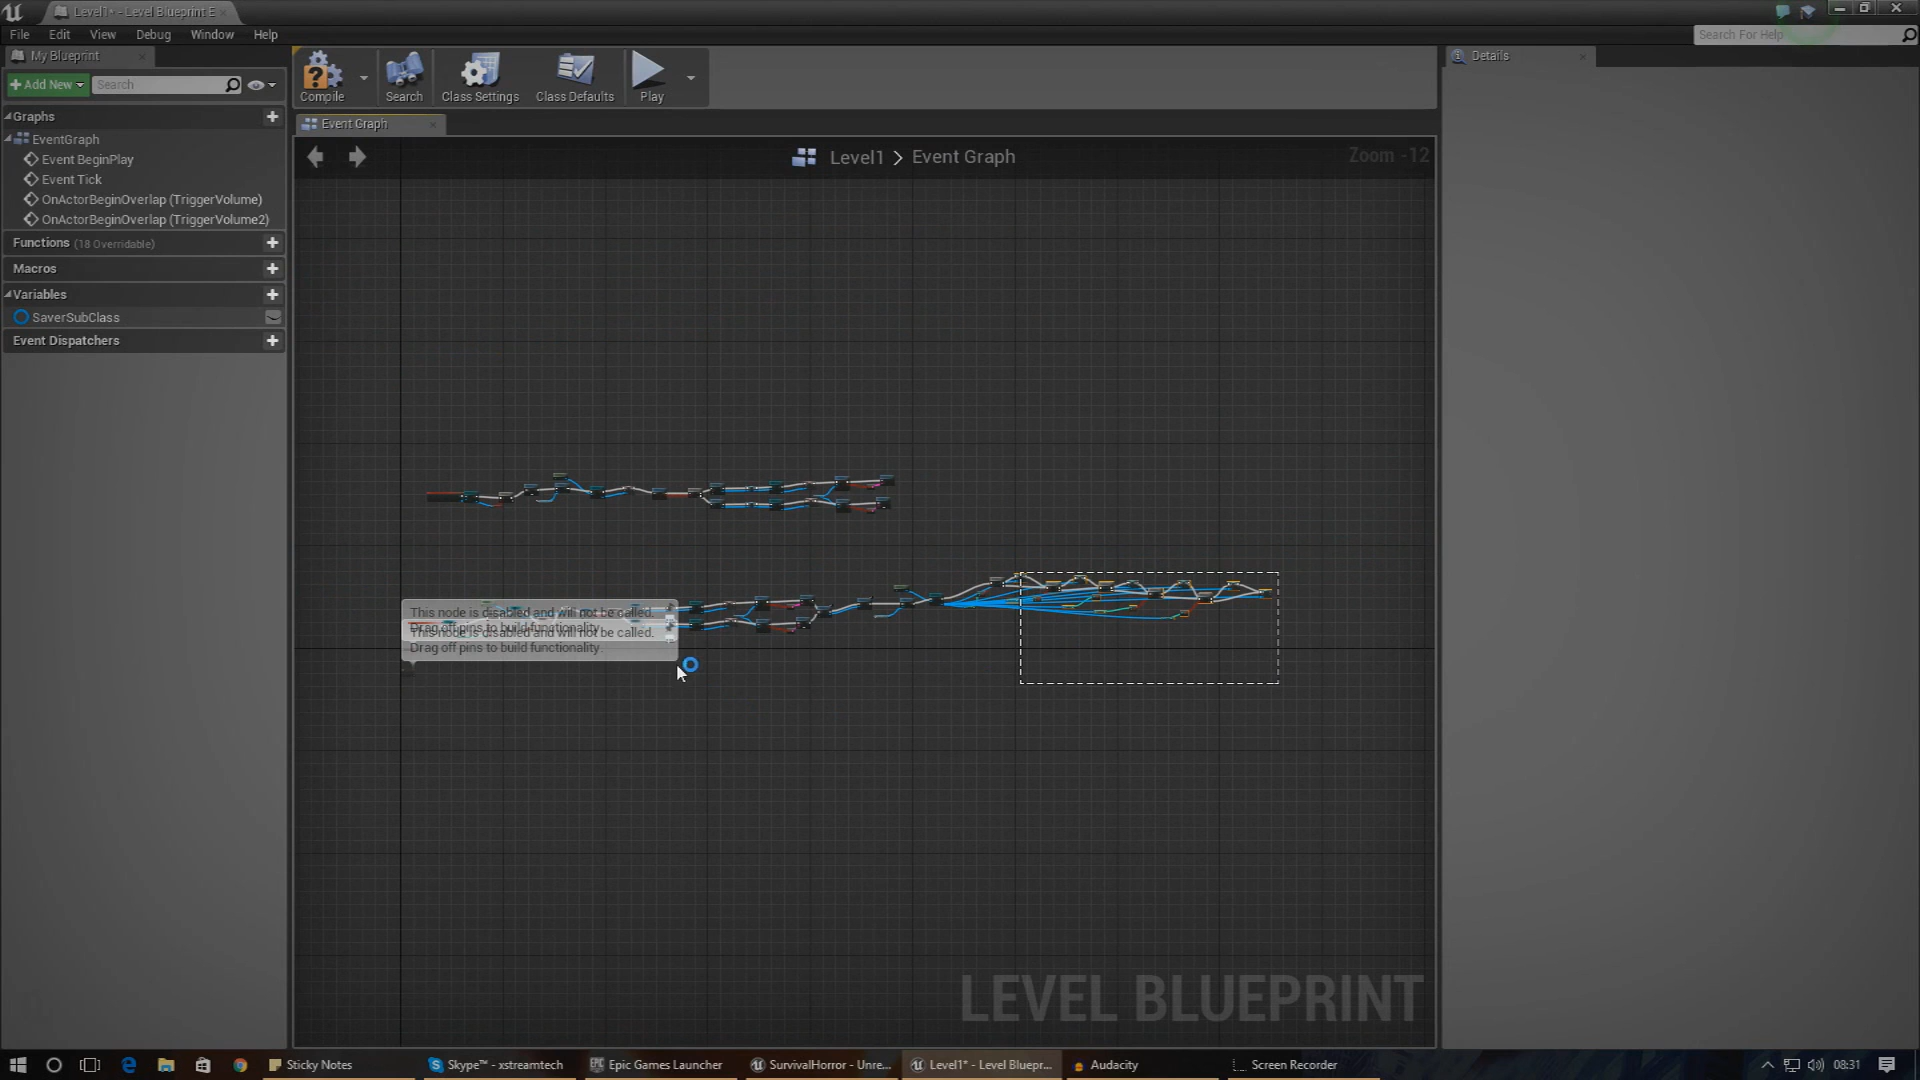 Level1* - Level Blueprint E
File Edit View Debug Window Help
Search For Help
My Blueprint
Details
Add New
Search
Compile
Search
Class Settings
Class Defaults
Play
Graphs
EventGraph
Event BeginPlay
Event Tick
OnActorBeginOverlap (TriggerVolume)
OnActorBeginOverlap (TriggerVolume2)
Functions (18 Overridable)
Macros
Variables
SaverSubClass
Event Dispatchers
Event Graph
Level1 > Event Graph
Zoom -12
This node is disabled and will not be called.
Drag off pins to build functionality.
This node is disabled and will not be called.
Drag off pins to build functionality.
LEVEL BLUEPRINT
Sticky Notes
Skype™ - xstreamtech
Epic Games Launcher
SurvivalHorror - Unre...
Level1* - Level Bluepr...
Audacity
Screen Recorder
08:31